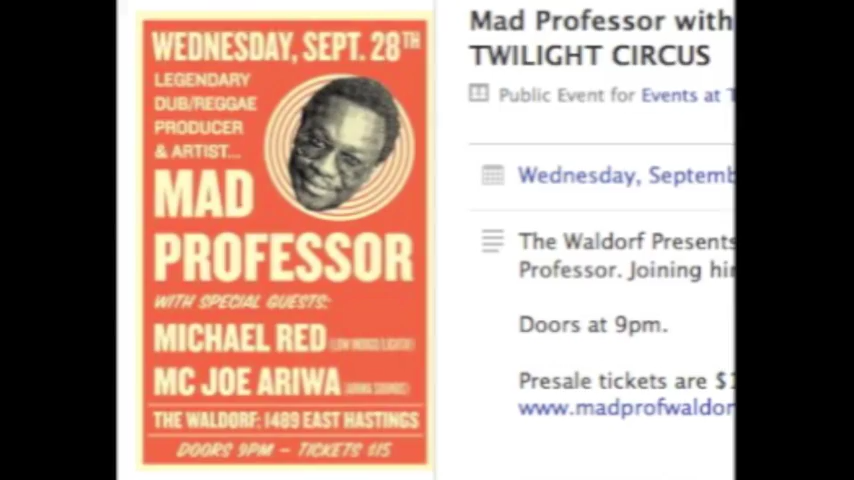 WEDNESDAY, SEPT. 28TH
LEGENDARY
DUB/REGGAE
PRODUCER
& ARTIST...
MAD
PROFESSOR
WITH SPECIAL GUESTS:
MICHAEL RED
MC JOE ARIWA
THE WALDORF: 1489 EAST HASTINGS
DOORS 9PM – TICKETS $15
Mad Professor with
TWILIGHT CIRCUS
Public Event for Events at
Wednesday, Septemb
The Waldorf Presents
Professor. Joining hi
Doors at 9pm.
Presale tickets are $1
www.madprofwaldor